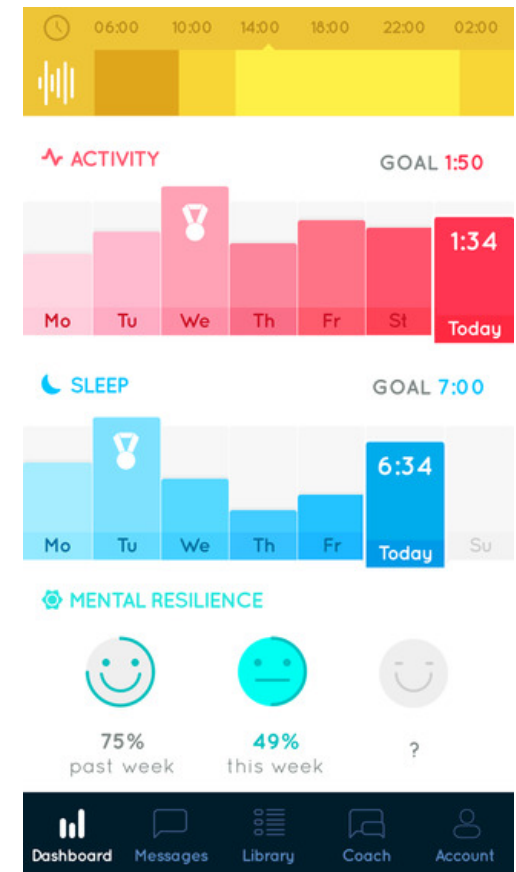 06:00 10:00 14:00 18:00 22:00 02:00
ACTIVITY GOAL 1:50
1:34
Mo Tu We Th Fr St Today
SLEEP GOAL 7:00
6:34
Mo Tu We Th Fr Today Su
MENTAL RESILIENCE
75% 49% ?
past week this week
Dashboard Messages Library Coach Account